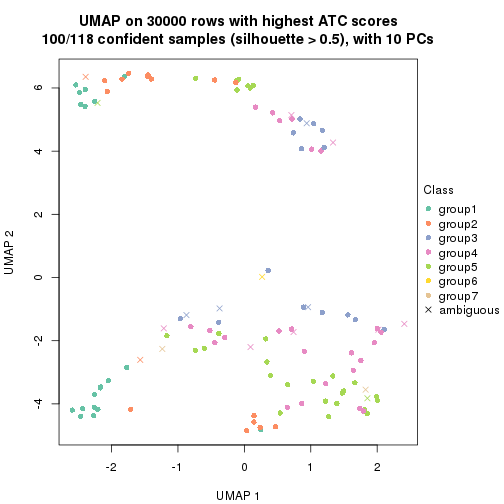 UMAP on 30000 rows with highest ATC scores
100/118 confident samples (silhouette > 0.5), with 10 PCs
6
4
2
0
-2
-4
UMAP 2
-2
-1
0
1
2
UMAP 1
Class
group1
group2
group3
group4
group5
group6
group7
ambiguous